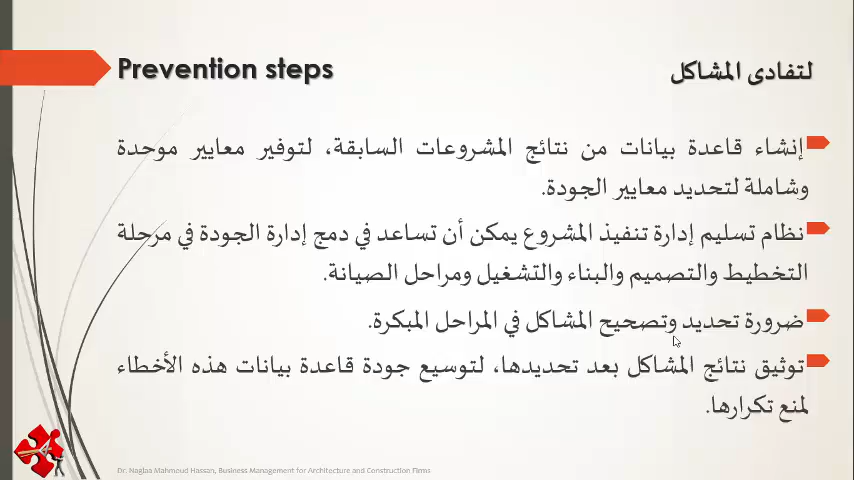 لتفادى المشاكل
Prevention steps
إنشاء قاعدة بيانات من نتائج المشروعات السابقة، لتوفير معايير موحدة
وشاملة لتحديد معايير الجودة.
نظام تسليم إدارة تنفيذ المشروع يمكن أن تساعد في دمج إدارة الجودة في مرحلة
التخطيط والتصميم والبناء والتشغيل ومراحل الصيانة.
ضرورة تحديد وتصحيح المشاكل في المراحل المبكرة.
توثيق نتائج المشاكل بعد تحديدها، لتوسيع جودة قاعدة بيانات هذه الأخطاء
لمنع تكرارها.
Dr. Naglaa Mahmoud Hassan, Business Management for Architecture and Construction Firms